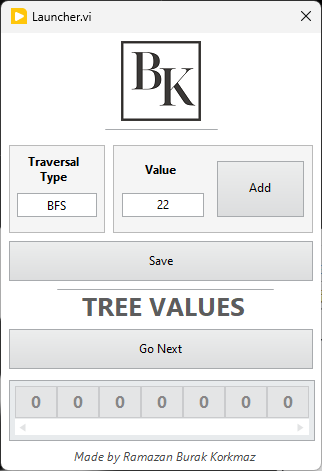 Launcher.vi
BK
Traversal
Type
Value
BFS
22
Add
Save
TREE VALUES
Go Next
0 0 0 0 0 0 0
Made by Ramazan Burak Korkmaz